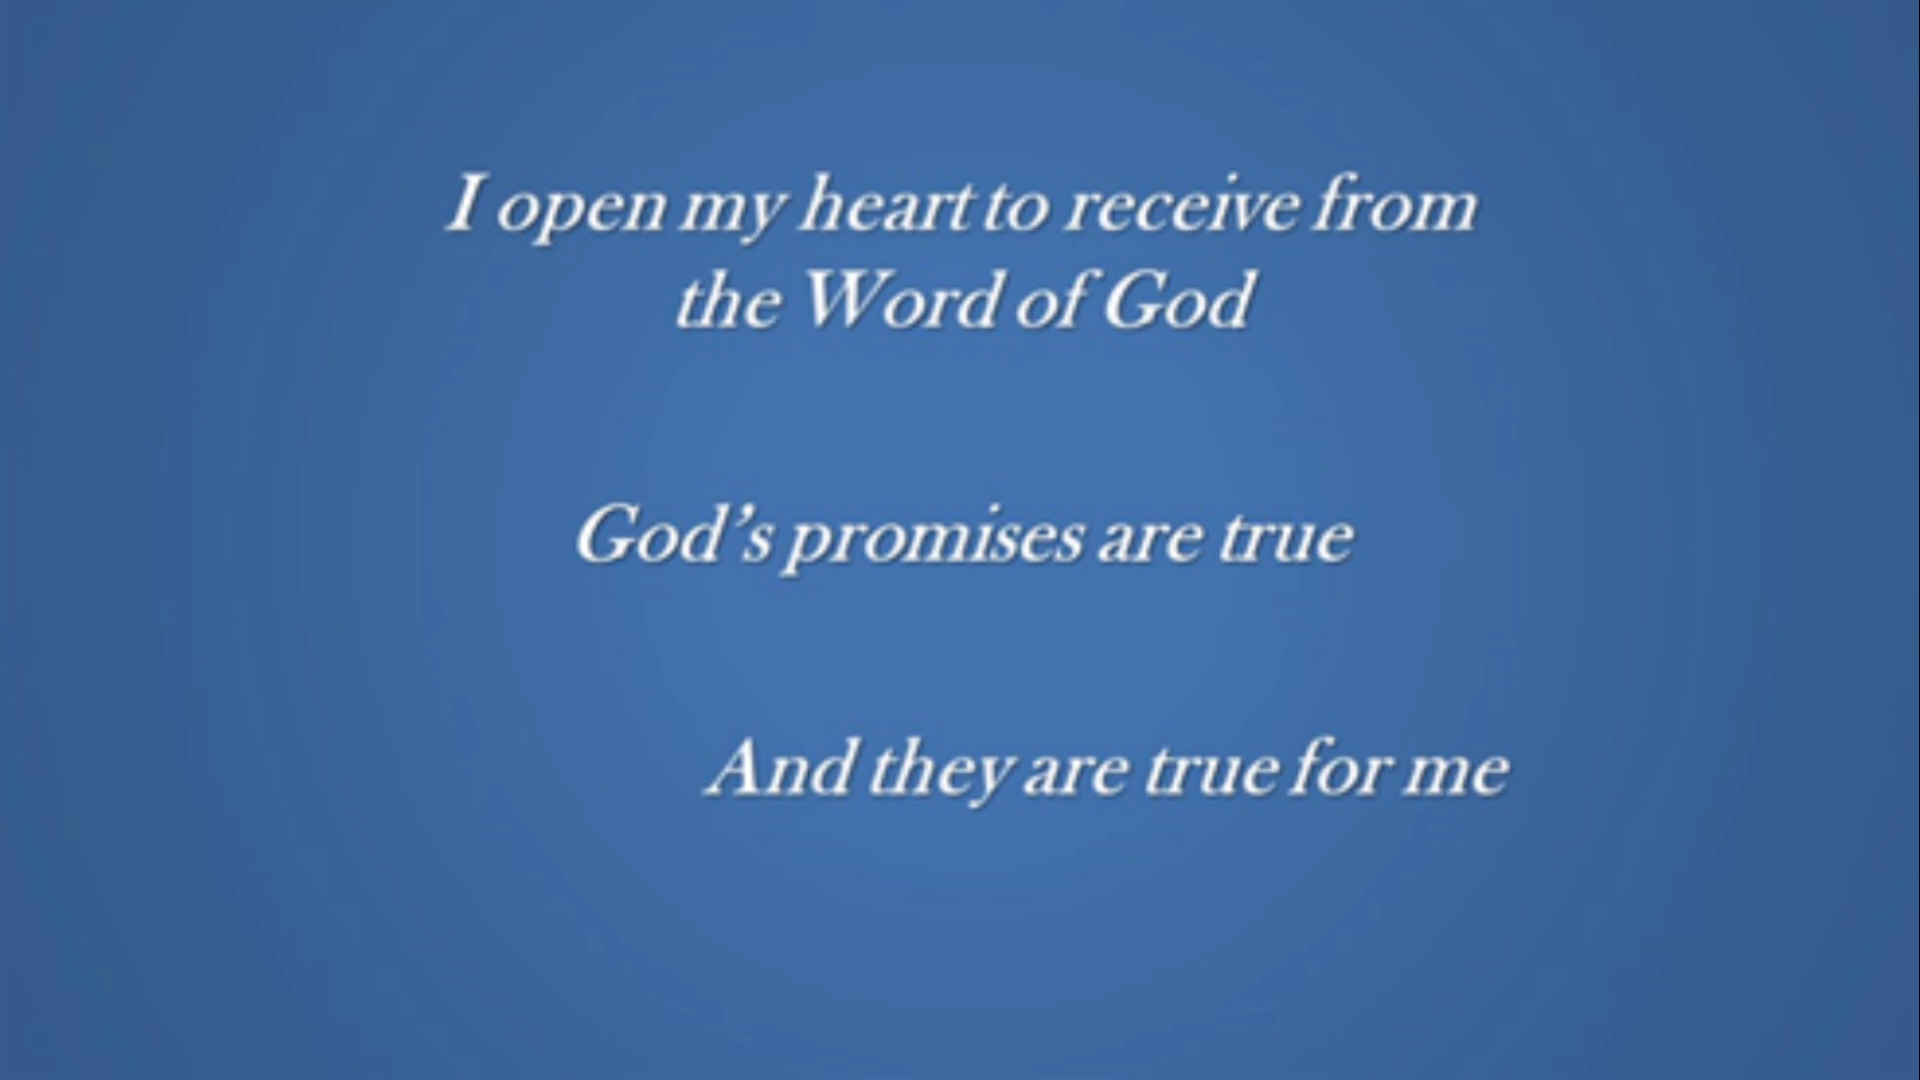 I open my heart to receive from
the Word of God
God’s promises are true
And they are true for me